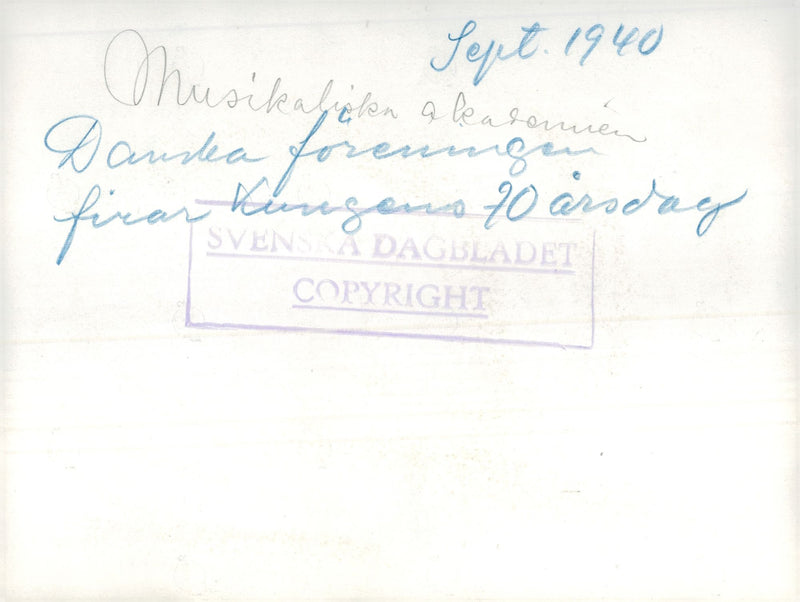 Sept. 1940
Musikaliska akademien
Danska föreningen
firar Kungens 70 årsdag
SVENSKA DAGBLADET
COPYRIGHT